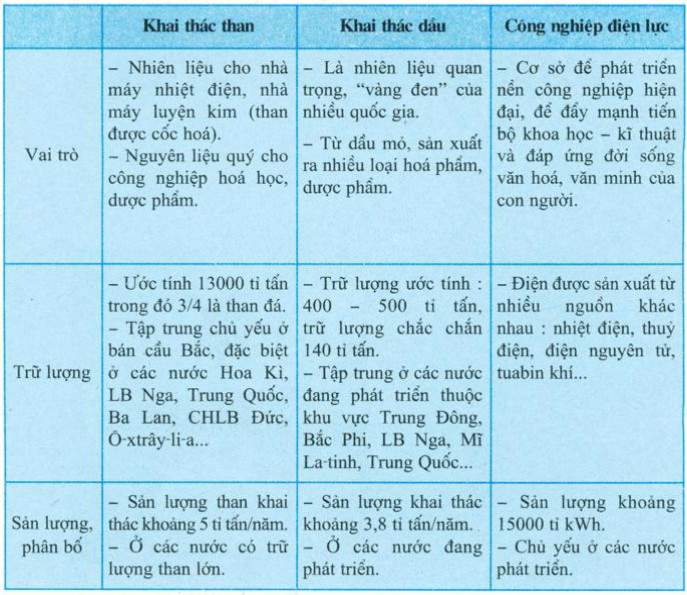 Khai thác than
Khai thác dầu
Công nghiệp điện lực
Vai trò
– Nhiên liệu cho nhà
máy nhiệt điện, nhà
máy luyện kim (than
được cốc hoá).
– Nguyên liệu quý cho
công nghiệp hoá học,
dược phẩm.
– Là nhiên liệu quan
trọng, “vàng đen” của
nhiều quốc gia.
– Từ dầu mỏ, sản xuất
ra nhiều loại hoá phẩm,
dược phẩm.
– Cơ sở để phát triển
nền công nghiệp hiện
đại, để đẩy mạnh tiến
bộ khoa học – kĩ thuật
và đáp ứng đời sống
văn hoá, văn minh của
con người.
Trữ lượng
– Ước tính 13000 tỉ tấn
trong đó 3/4 là than đá.
– Tập trung chủ yếu ở
bán cầu Bắc, đặc biệt
ở các nước Hoa Kì,
LB Nga, Trung Quốc,
Ba Lan, CHLB Đức,
Ô-xtrây-li-a...
– Trữ lượng ước tính :
400 – 500 tỉ tấn,
trữ lượng chắc chắn
140 tỉ tấn.
– Tập trung ở các nước
đang phát triển thuộc
khu vực Trung Đông,
Bắc Phi, LB Nga, Mĩ
La-tinh, Trung Quốc...
– Điện được sản xuất từ
nhiều nguồn khác
nhau : nhiệt điện, thuỷ
điện, điện nguyên tử,
tuabin khí...
Sản lượng,
phân bố
– Sản lượng than khai
thác khoảng 5 tỉ tấn/năm.
– Ở các nước có trữ
lượng than lớn.
– Sản lượng khai thác
khoảng 3,8 tỉ tấn/năm.
– Ở các nước đang
phát triển.
– Sản lượng khoảng
15000 tỉ kWh.
– Chủ yếu ở các nước
phát triển.